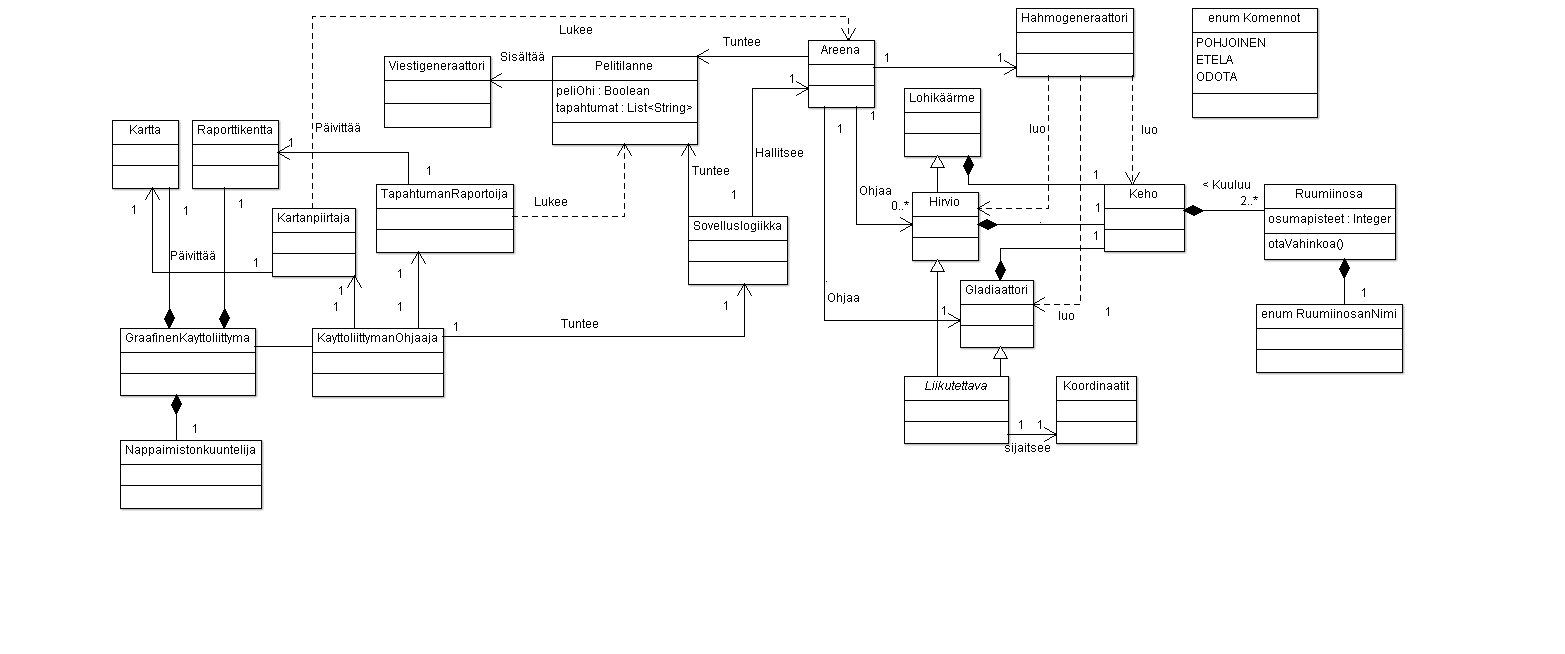 Hahmogeneraattori
enum Komennot
POHJOINEN
ETELA
ODOTA
Lukee
Areena
Tuntee
Sisältää
Viestigeneraattori
Pelitilanne
peliOhi : Boolean
tapahtumat : List<String>
1
1
1
Lohikäärme
1
1
luo
luo
Kartta
Raporttikentta
Päivittää
1
Hallitsee
1
TapahtumanRaportoija
Tuntee
1
Ohjaa
0..*
Hirvio
1
Keho
1
1
< Kuuluu
2..*
Ruumiinosa
osumapisteet : Integer
otaVahinkoa()
1
1
1
Kartanpiirtaja
Lukee
Sovelluslogiikka
Päivittää
1
1
1
1
1
1
Tuntee
1
Ohjaa
1
Gladiaattori
luo
1
1
enum RuumiinosanNimi
GraafinenKayttoliittyma
KayttoliittymanOhjaaja
Liikutettava
Koordinaatit
1
1
sijaitsee
1
Nappaimistonkuuntelija